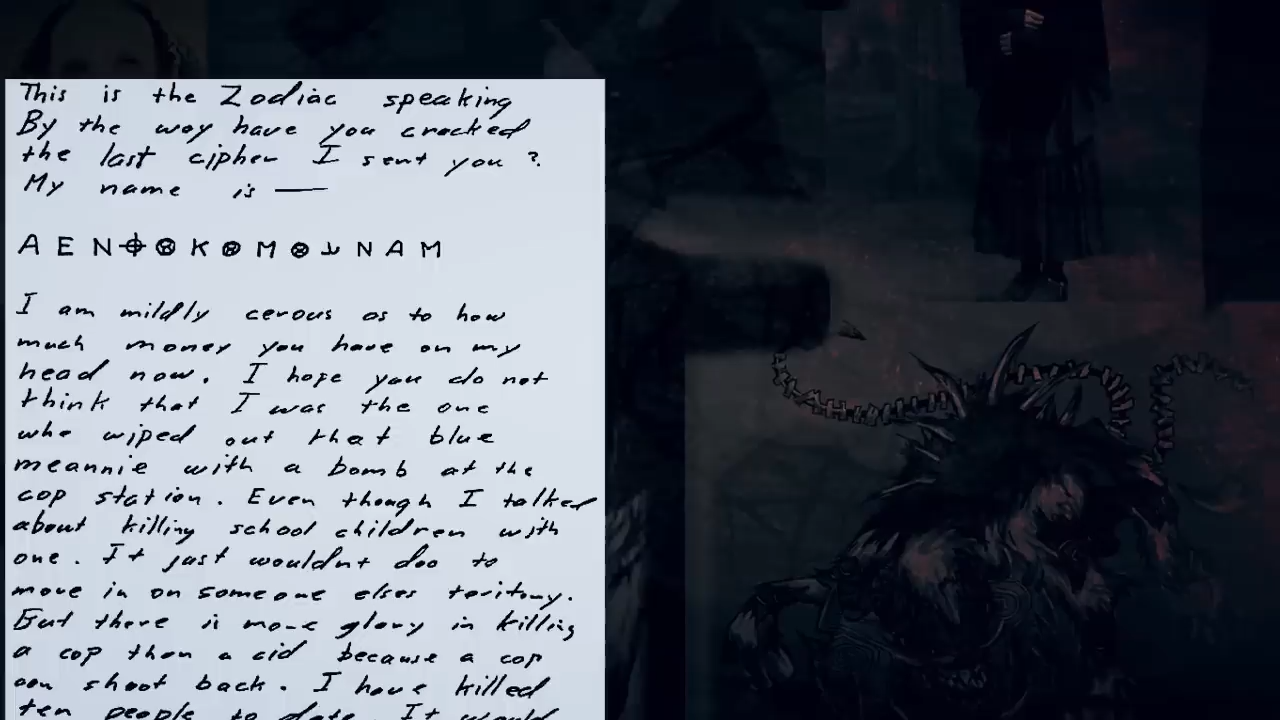 This is the Zodiac speaking
By the way have you cracked
the last cipher I sent you ?
My name is —
A E N ⌖ ⊗ K ⊗ M ⊗ ⅃ N A M
I am mildly cerous as to how
much money you have on my
head now. I hope you do not
think that I was the one
who wiped out that blue
meannie with a bomb at the
cop station. Even though I talked
about killing school children with
one. It just wouldnt doo to
move in on someone elses teritory.
But there is more glory in killing
a cop than a cid because a cop
can shoot back. I have killed
ten people to date. It would